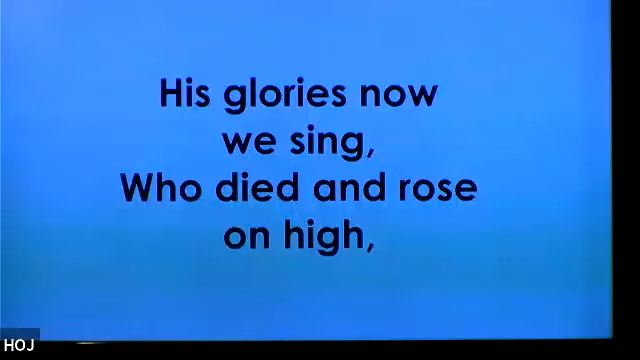 His glories now
we sing,
Who died and rose
on high,
HOJ